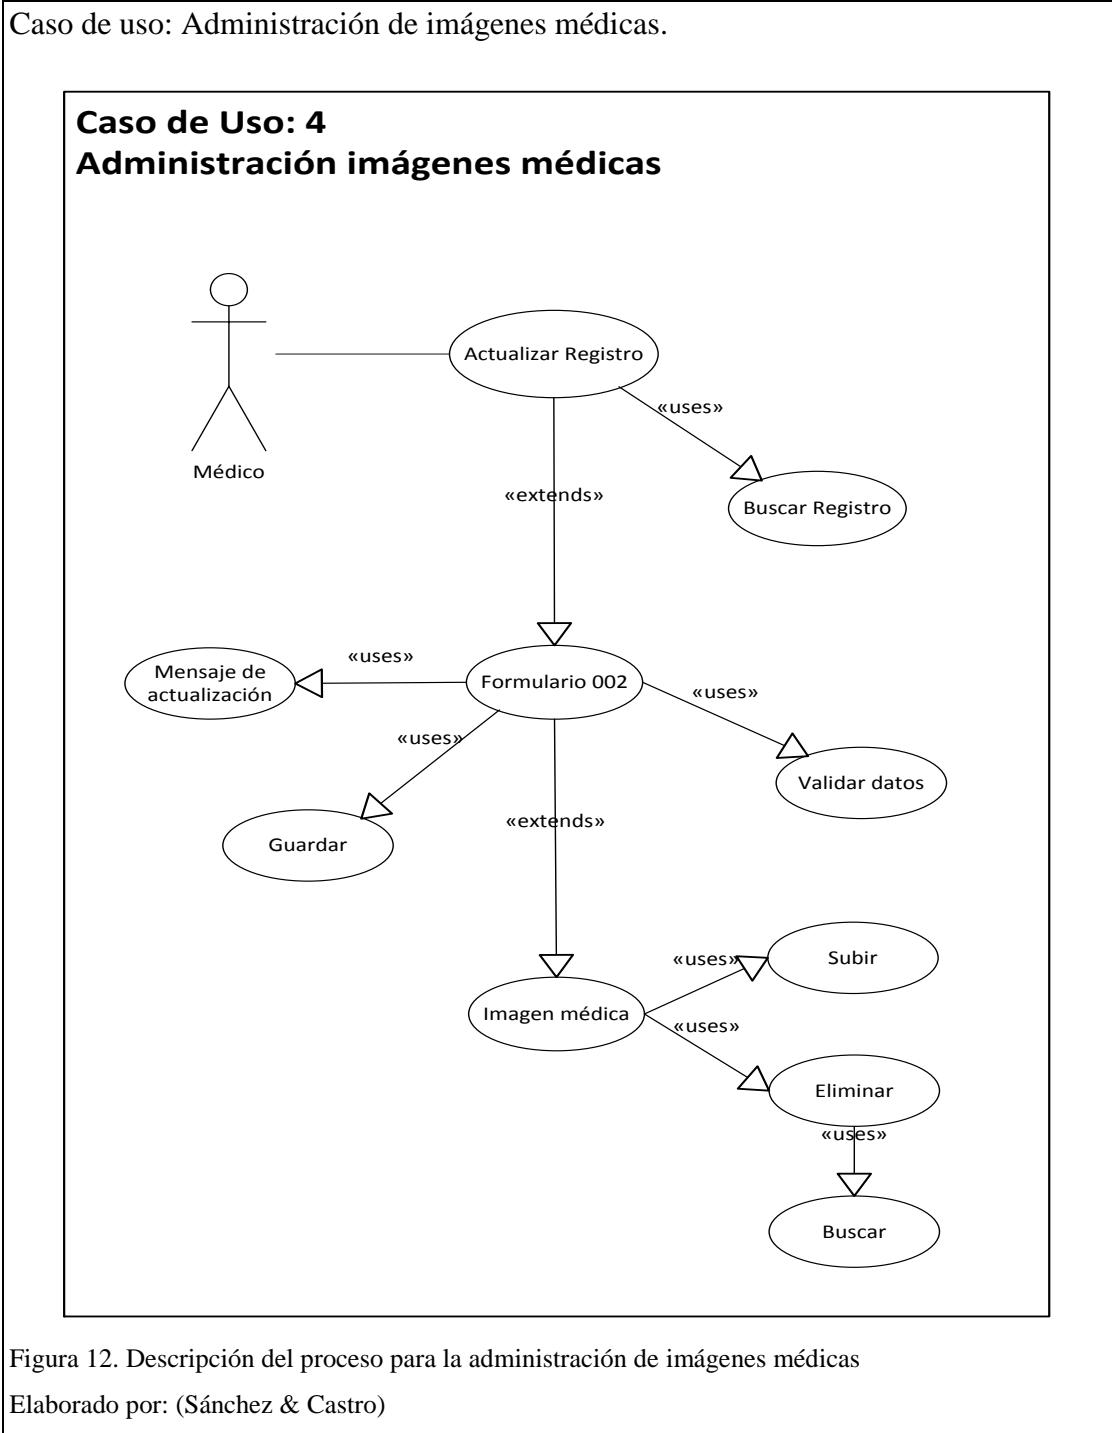 Caso de uso: Administración de imágenes médicas.
Caso de Uso: 4
Administración imágenes médicas
Actualizar Registro
«uses»
Médico
«extends»
Buscar Registro
«uses»
Mensaje de
actualización
Formulario 002
«uses»
«uses»
Validar datos
«extends»
Guardar
«uses»
Subir
Imagen médica
«uses»
Eliminar
«uses»
Buscar
Figura 12. Descripción del proceso para la administración de imágenes médicas
Elaborado por: (Sánchez & Castro)